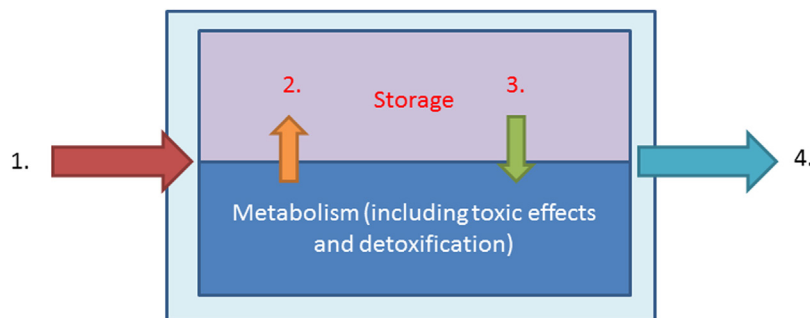 2.
3.
Storage
1.
4.
Metabolism (including toxic effects
and detoxification)